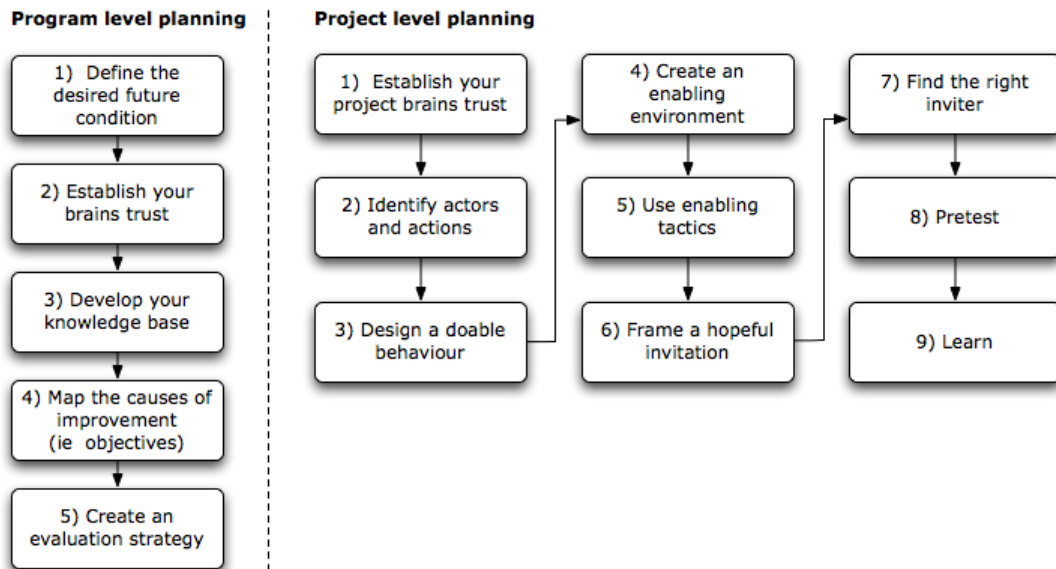 Program level planning
1)  Define the
desired future
condition
2) Establish your
brains trust
3) Develop your
knowledge base
4) Map the causes of
improvement
(ie  objectives)
5) Create an
evaluation strategy
Project level planning
1)  Establish your
project brains trust
2) Identify actors
and actions
3) Design a doable
behaviour
4) Create an
enabling
environment
5) Use enabling
tactics
6) Frame a hopeful
invitation
7) Find the right
inviter
8) Pretest
9) Learn